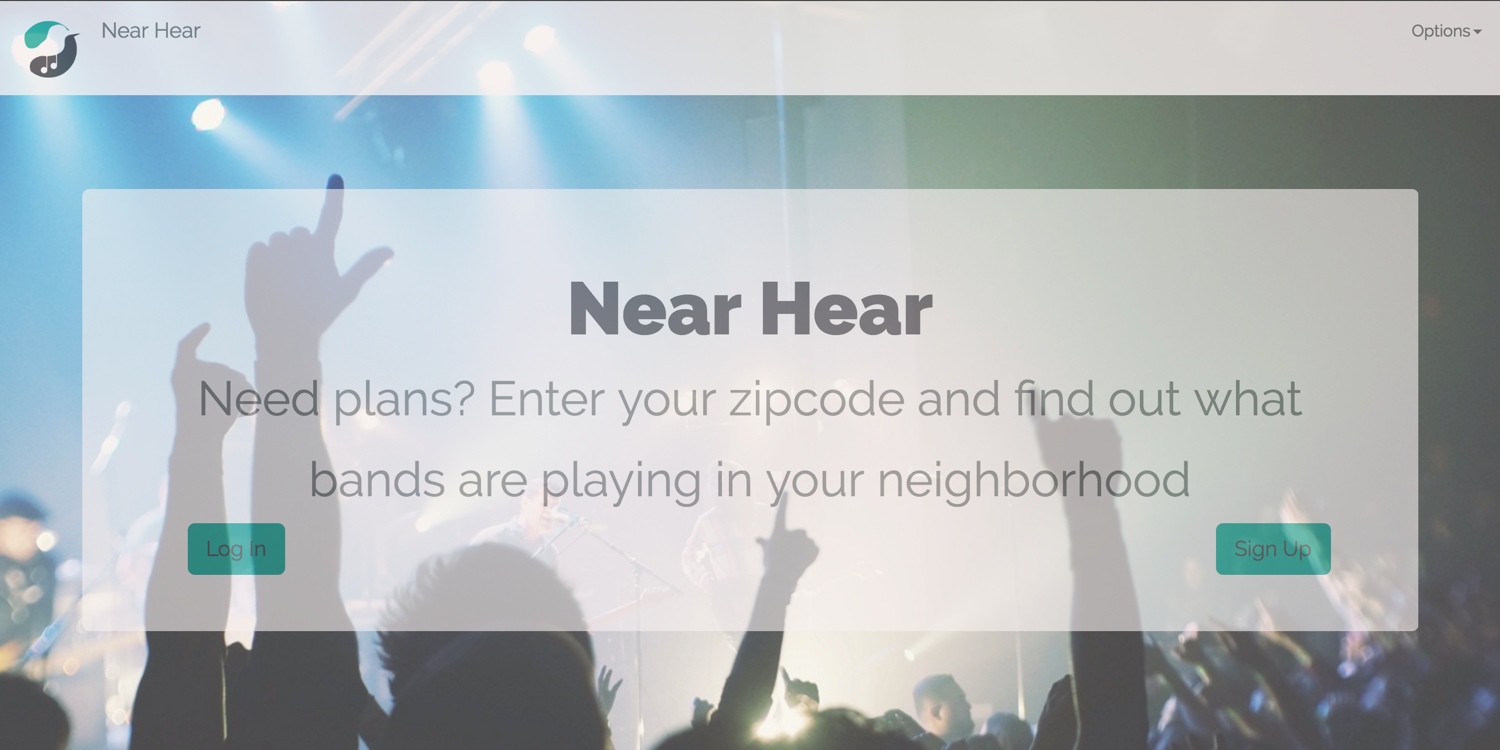 Near Hear
Options
Near Hear
Need plans? Enter your zipcode and find out what
bands are playing in your neighborhood
Log In
Sign Up